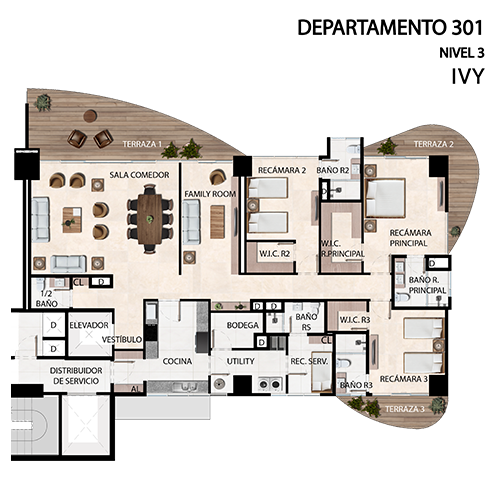 DEPARTAMENTO 301
NIVEL 3
IVY
TERRAZA 1
TERRAZA 2
SALA COMEDOR
FAMILY ROOM
RECÁMARA 2
BAÑO R2
RECÁMARA
PRINCIPAL
W.I.C. R2
W.I.C.
R.PRINCIPAL
BAÑO R.
PRINCIPAL
D
1/2
BAÑO
CL
D
D
D
D
ELEVADOR
VESTÍBULO
BODEGA
BAÑO
RS
W.I.C. R3
D
D
CL
COCINA
UTILITY
REC. SERV.
DISTRIBUIDOR
DE SERVICIO
AL
BAÑO R3
RECÁMARA 3
TERRAZA 3